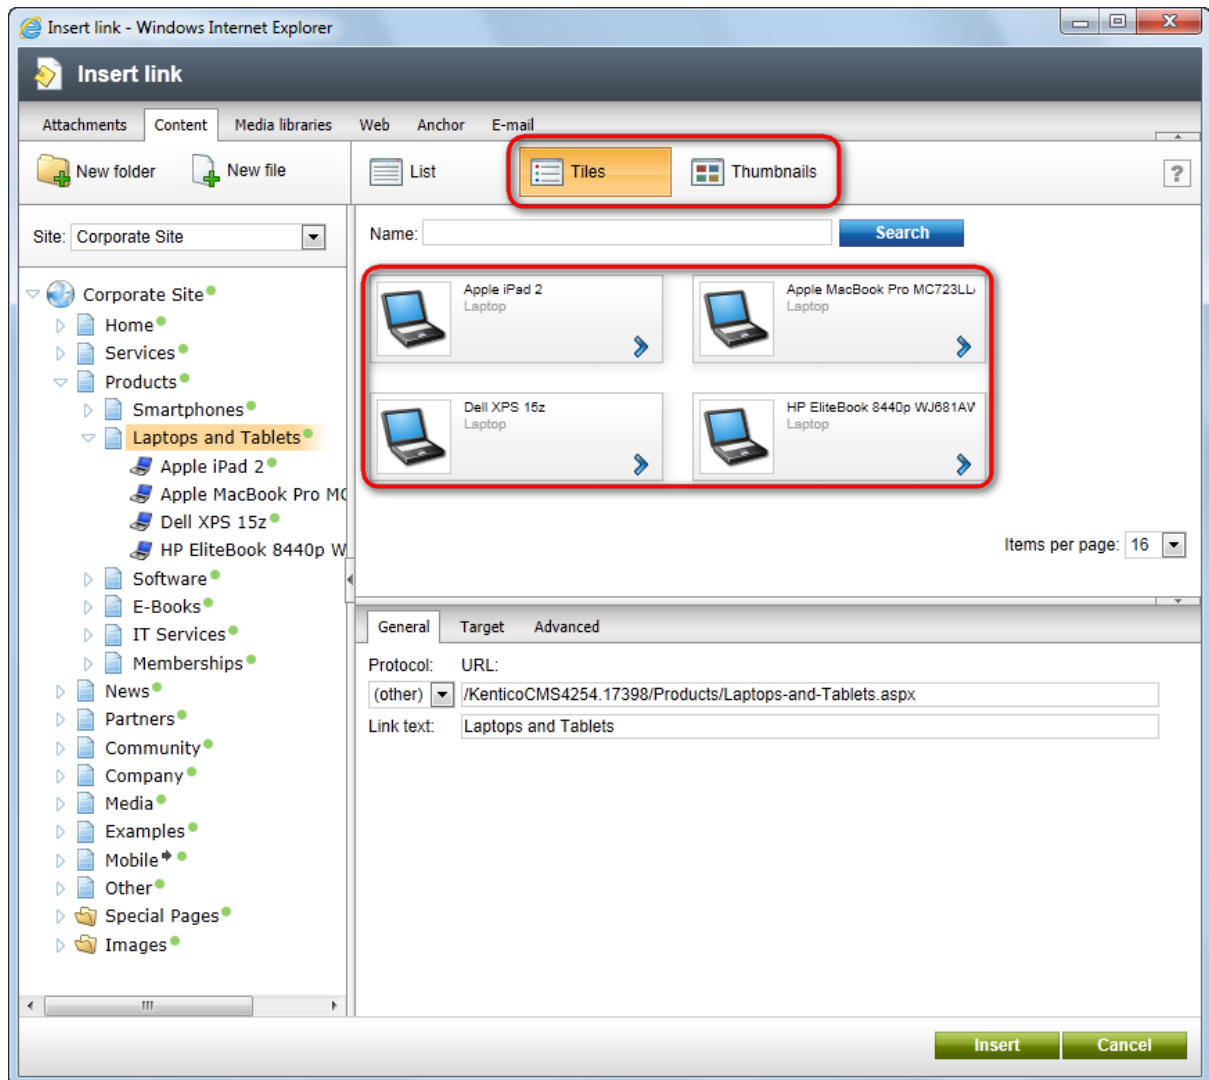 Insert link - Windows Internet Explorer
Insert link
Attachments Content Media libraries Web Anchor E-mail
New folder New file List Tiles Thumbnails ?
Site: Corporate Site
Name: Search
Corporate Site
Home
Services
Products
Smartphones
Laptops and Tablets
Apple iPad 2
Apple MacBook Pro MC
Dell XPS 15z
HP EliteBook 8440p W
Software
E-Books
IT Services
Memberships
News
Partners
Community
Company
Media
Examples
Mobile
Other
Special Pages
Images
Apple iPad 2
Laptop
Apple MacBook Pro MC723LL
Laptop
Dell XPS 15z
Laptop
HP EliteBook 8440p WJ681AW
Laptop
Items per page: 16
General Target Advanced
Protocol: URL:
(other) /KenticoCMS4254.17398/Products/Laptops-and-Tablets.aspx
Link text: Laptops and Tablets
Insert Cancel